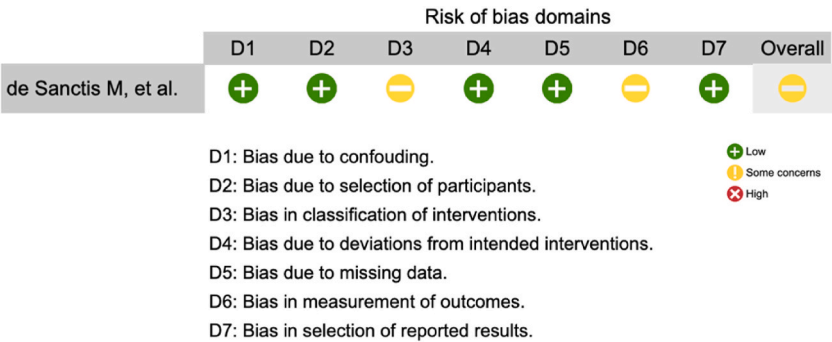 Risk of bias domains
D1 D2 D3 D4 D5 D6 D7 Overall
de Sanctis M, et al.
D1: Bias due to confouding.
D2: Bias due to selection of participants.
D3: Bias in classification of interventions.
D4: Bias due to deviations from intended interventions.
D5: Bias due to missing data.
D6: Bias in measurement of outcomes.
D7: Bias in selection of reported results.
Low
Some concerns
High